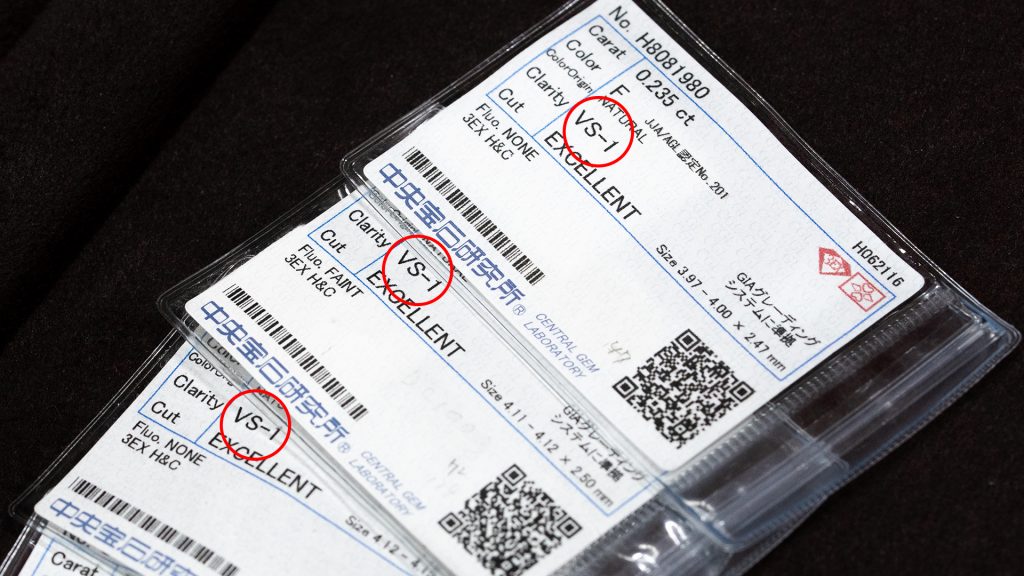 No. H8081980
Carat 0.235 ct
Color F
ColorOrigin NATURAL
Clarity VS-1
Cut EXCELLENT
Fluo. NONE
3EX H&C
JJA/AGL 認定No. 201
H062116
Size 3.97 - 4.00 × 2.47 mm
GIAグレーディング
システムに準拠
中央宝石研究所®
CENTRAL GEM
LABORATORY
Clarity VS-1
Cut EXCELLENT
Fluo. FAINT
3EX H&C
Size 4.11 - 4.12 × 2.50 mm
GIAグレーディング
システムに準拠
中央宝石研究所®
CENTRAL GEM
LABORATORY
Clarity VS-1
Cut EXCELLENT
Fluo. NONE
3EX H&C
Size 4.12 -
中央宝石研究所
Carat